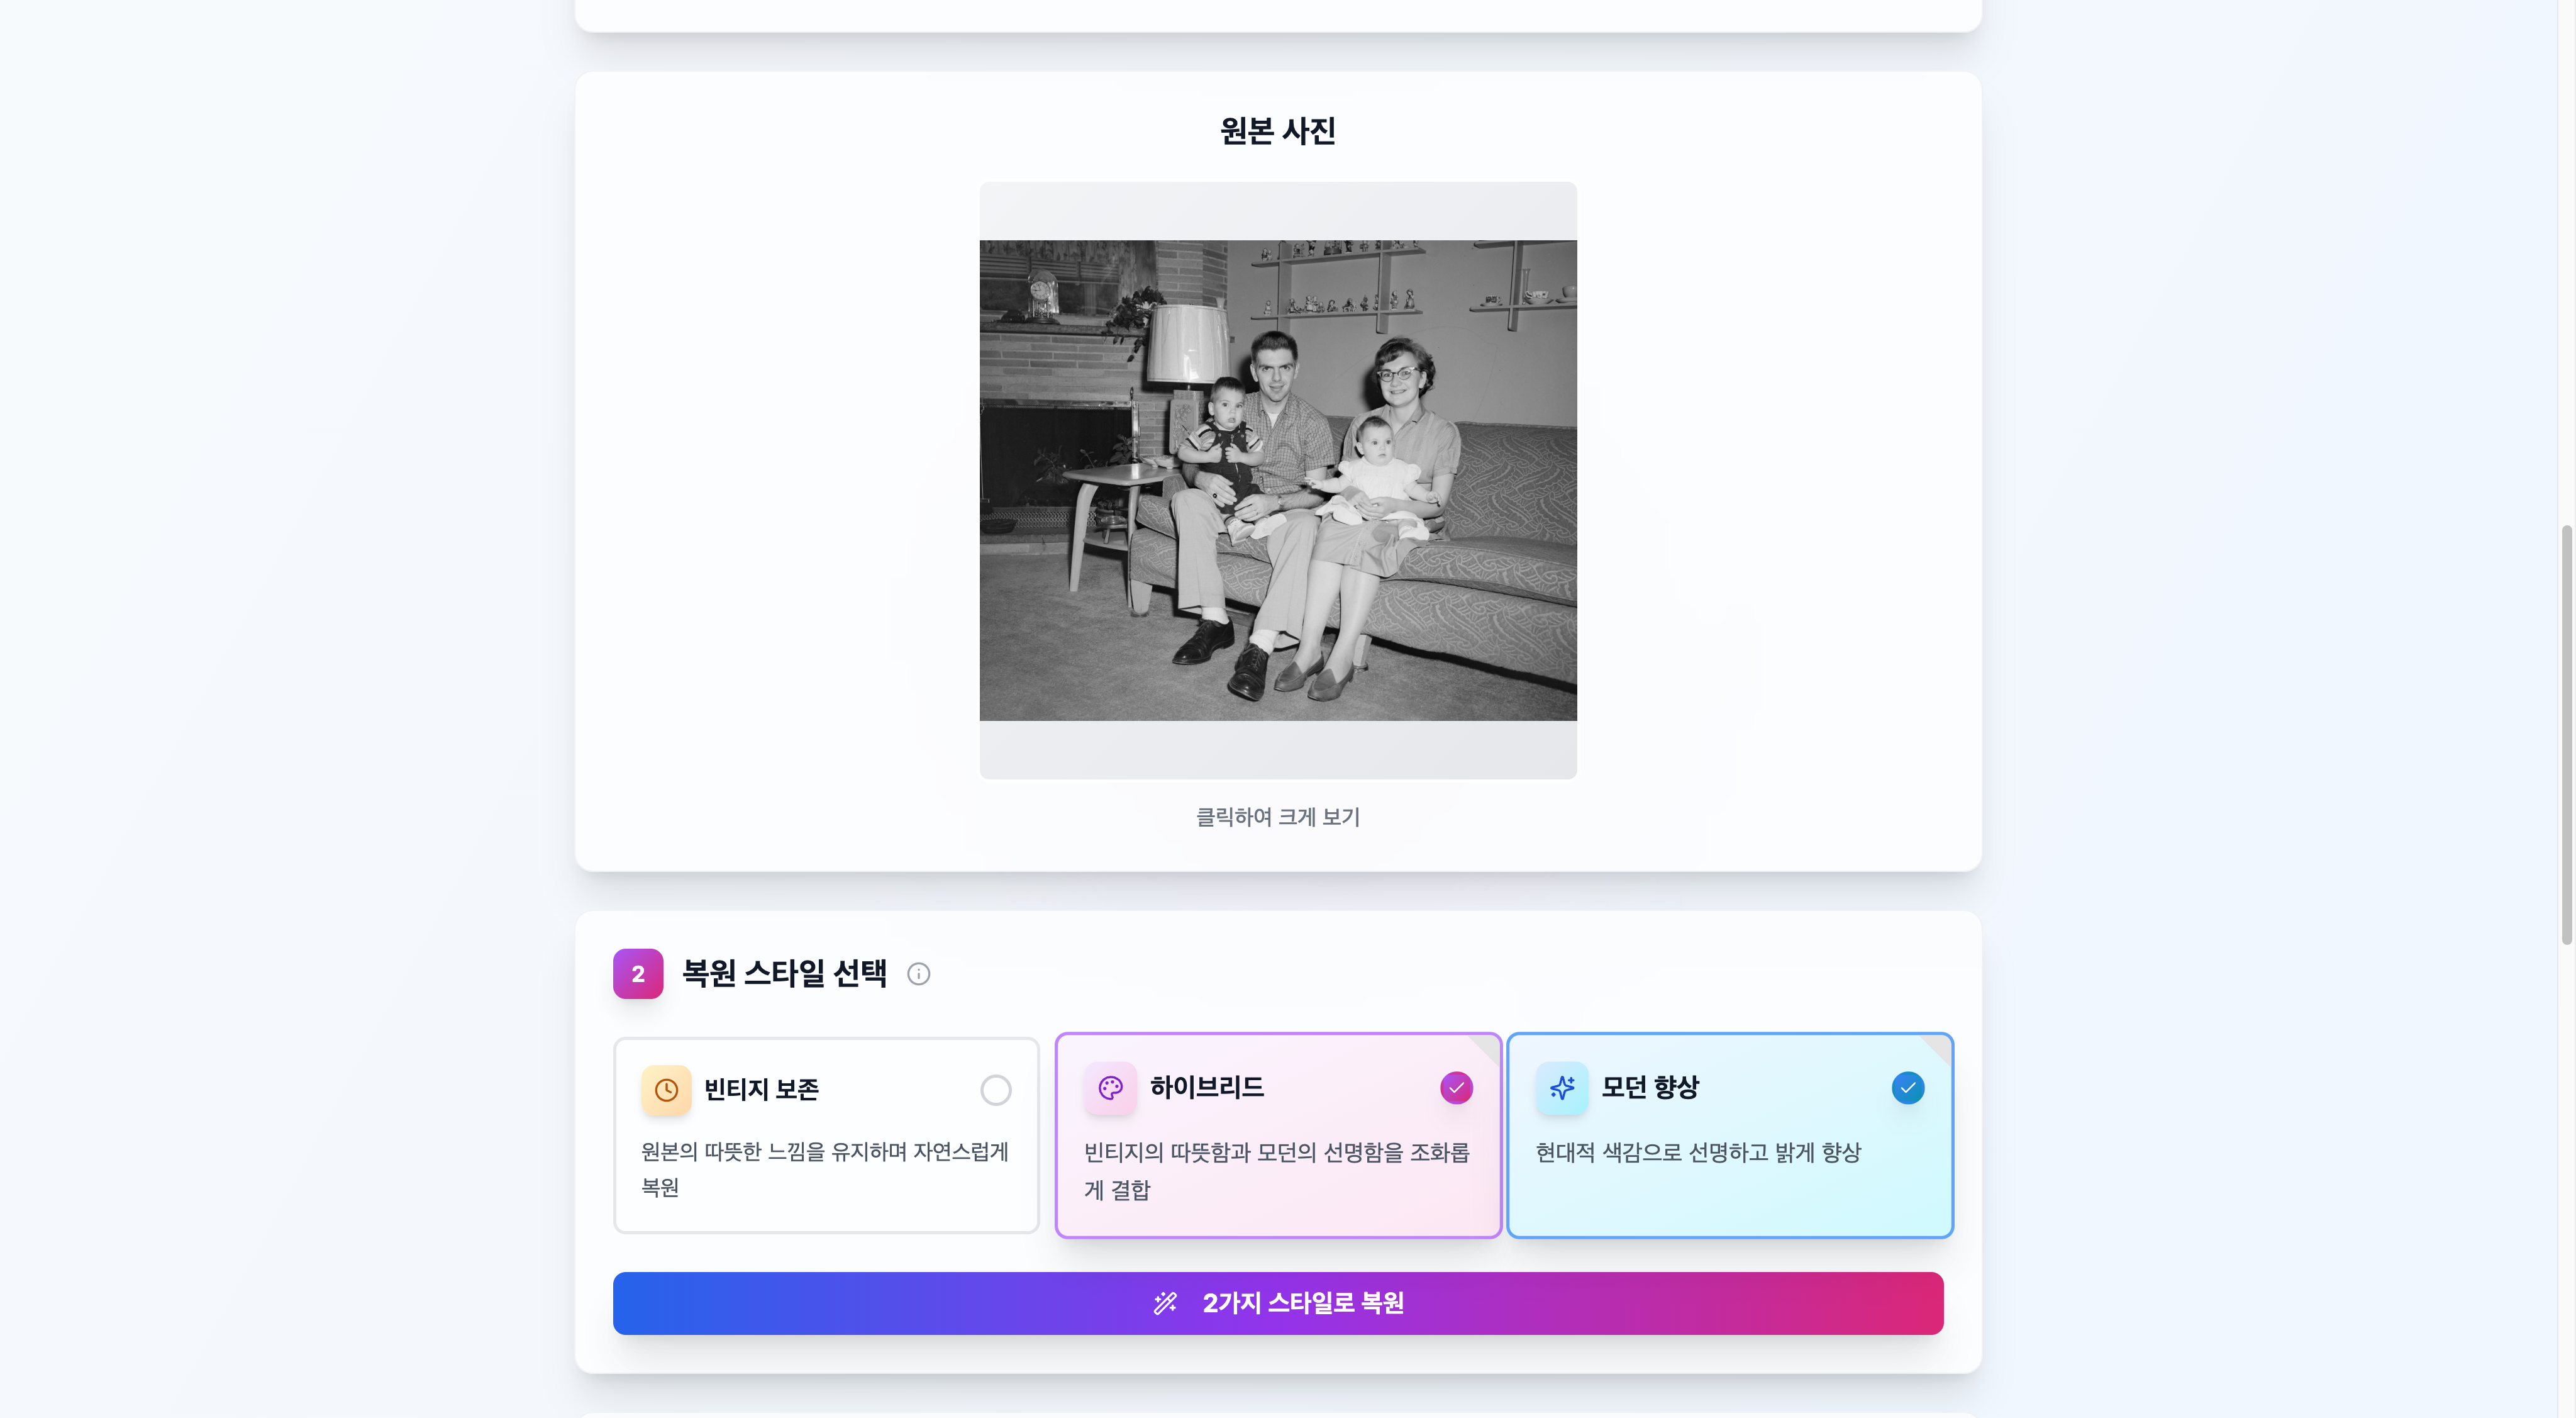 원본 사진
클릭하여 크게 보기
2 복원 스타일 선택
빈티지 보존
원본의 따뜻한 느낌을 유지하며 자연스럽게
복원
하이브리드
빈티지의 따뜻함과 모던의 선명함을 조화롭
게 결합
모던 향상
현대적 색감으로 선명하고 밝게 향상
2가지 스타일로 복원